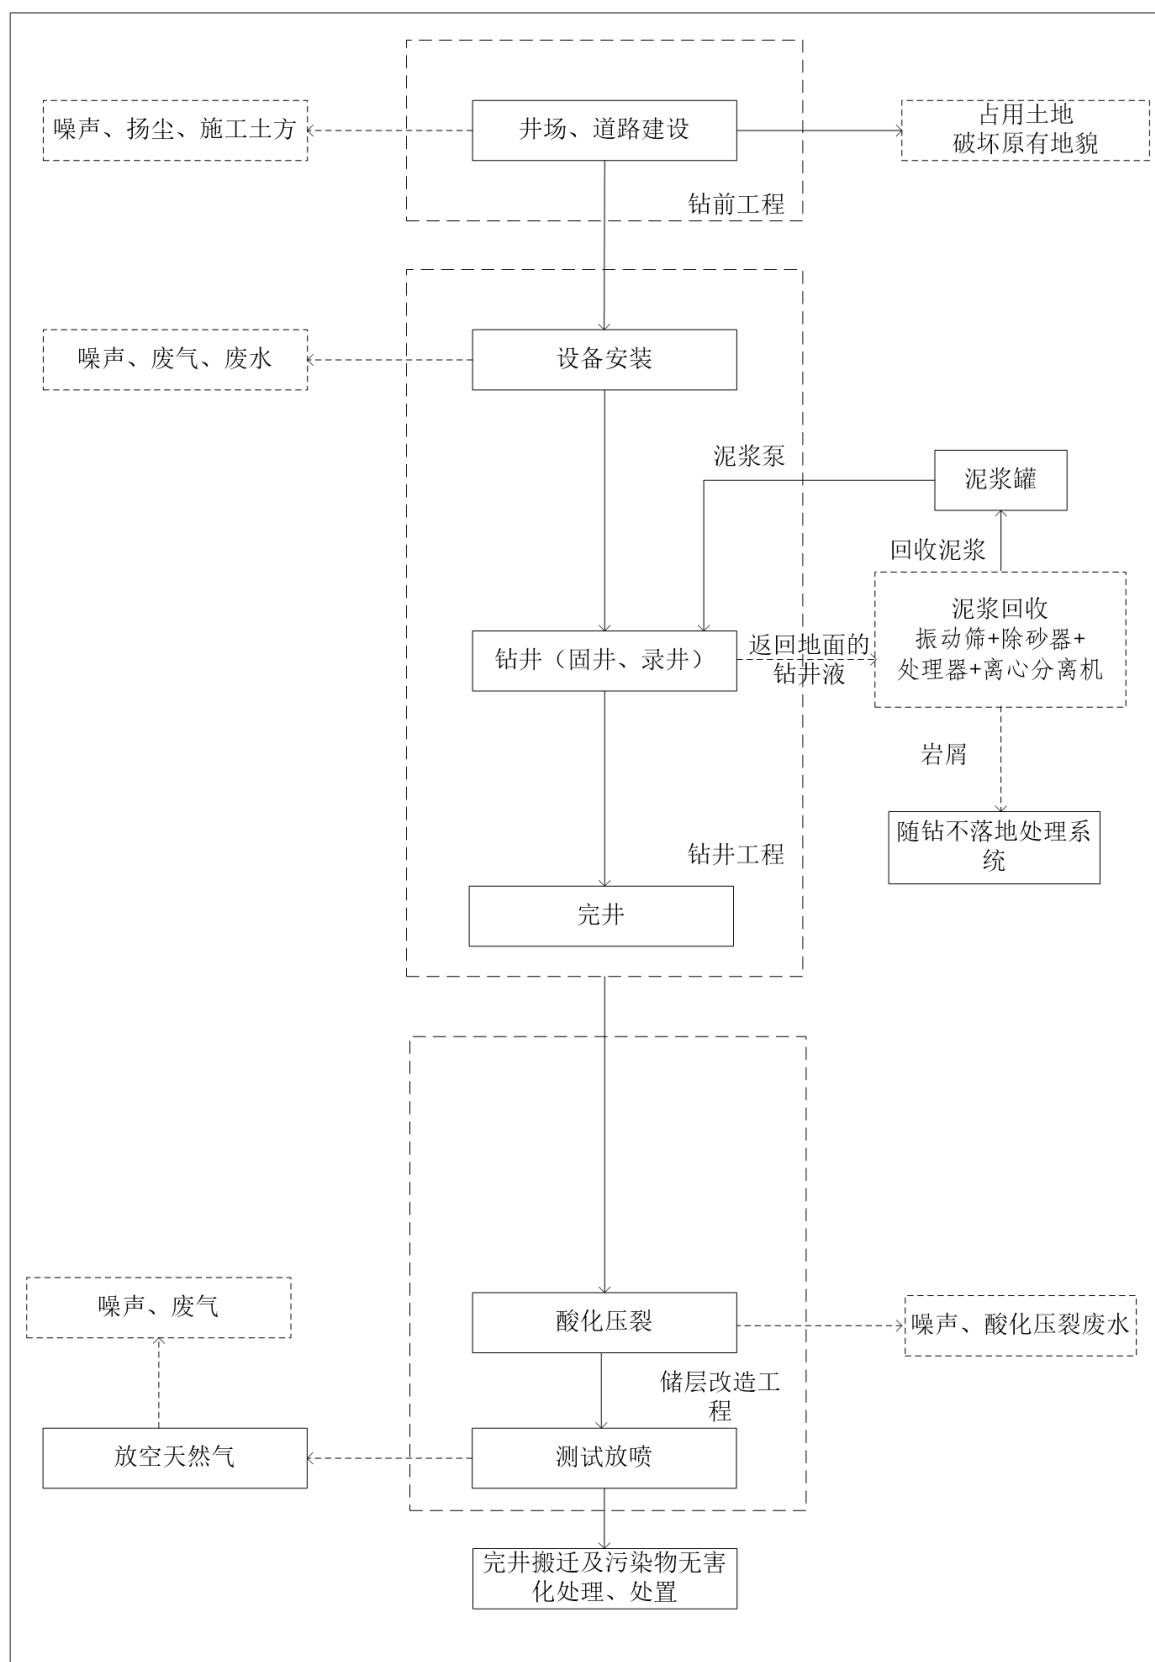 噪声、扬尘、施工土方
井场、道路建设
占用土地
破坏原有地貌
钻前工程
噪声、废气、废水
设备安装
泥浆泵
泥浆罐
回收泥浆
泥浆回收
振动筛+除砂器+
处理器+离心分离机
钻井（固井、录井）
返回地面的
钻井液
岩屑
随钻不落地处理系
统
钻井工程
完井
噪声、废气
酸化压裂
噪声、酸化压裂废水
储层改造工
程
放空天然气
测试放喷
完井搬迁及污染物无害
化处理、处置